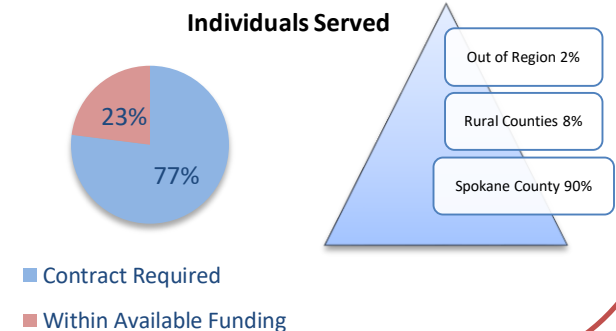 Individuals Served
23%
77%
Contract Required
Within Available Funding
Out of Region 2%
Rural Counties 8%
Spokane County 90%